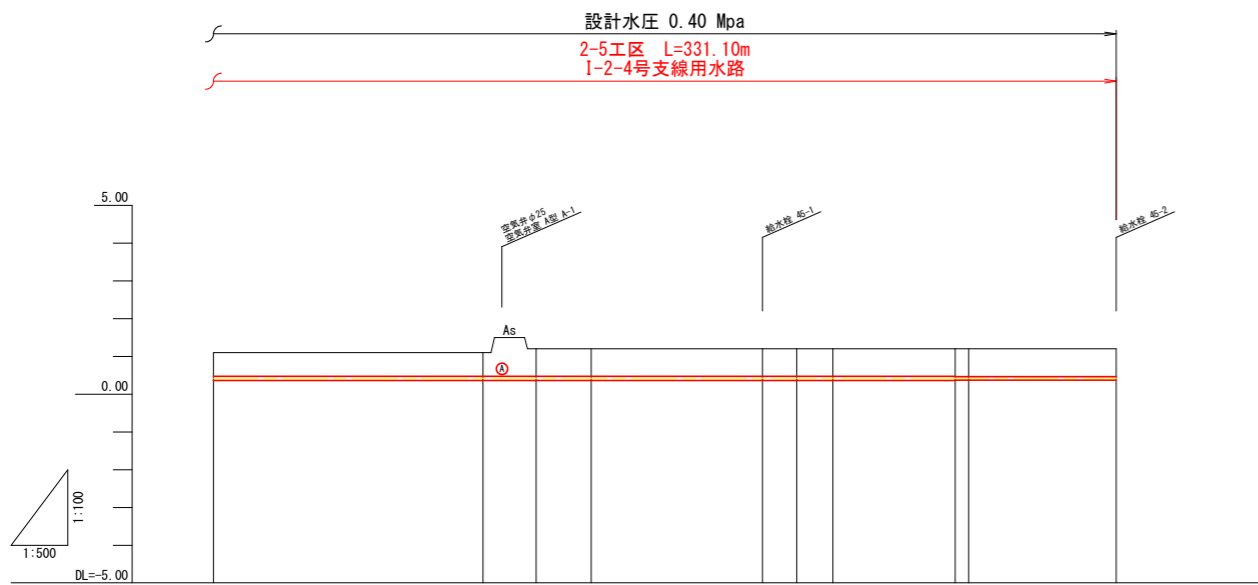 設計水圧 0.40 Mpa
2-5工区 L=331.10m
I-2-4号支線用水路
5.00
空気弁φ25
空気弁室 A型 A-1
給水栓 45-1
給水栓 45-2
As
A
0.00
1:100
1:500
DL=-5.00